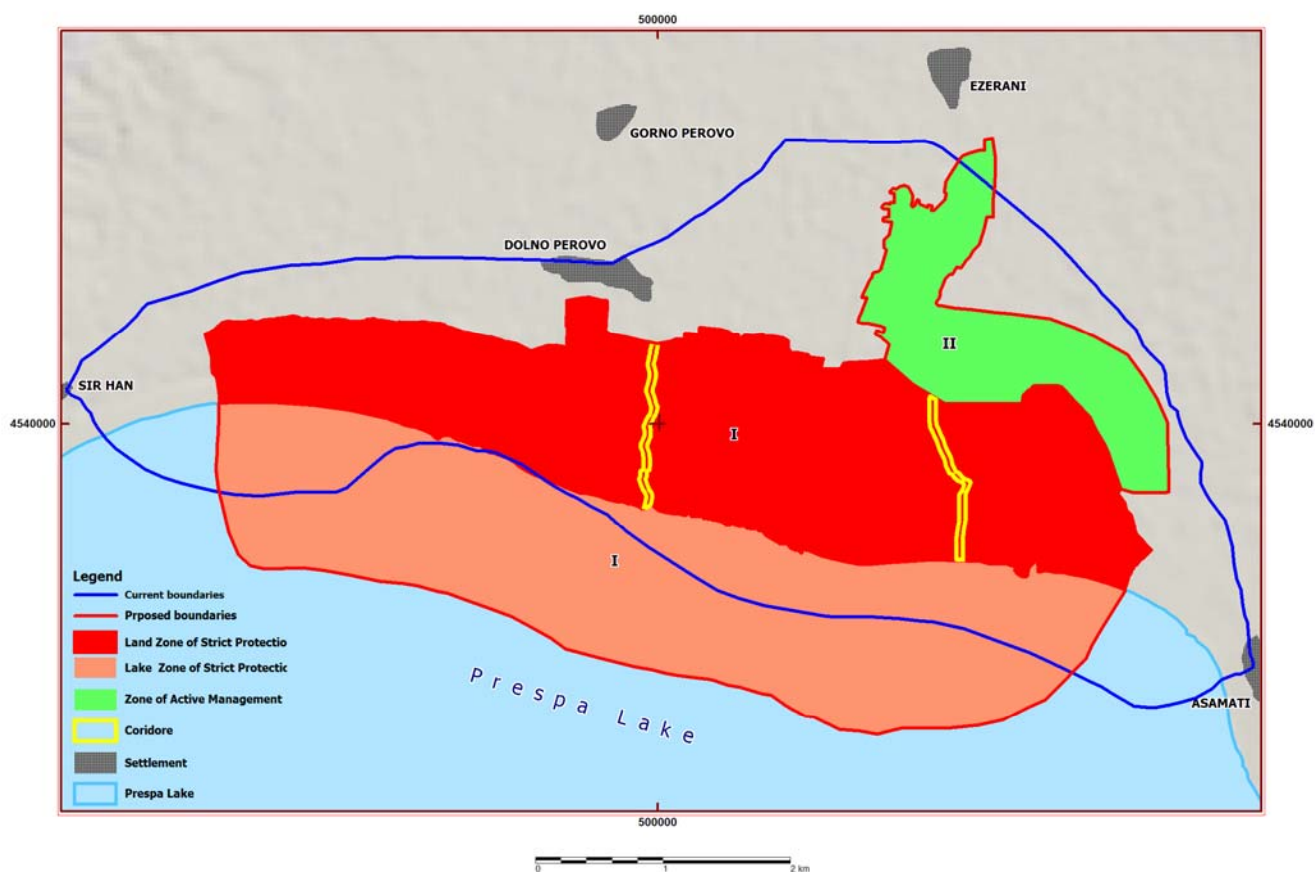 500000
EZERANI
GORNO PEROVO
DOLNO PEROVO
II
SIR HAN
4540000
4540000
I
I
Legend
Current boundaries
Prposed boundaries
Land Zone of Strict Protectio
Lake Zone of Strict Protectic
Zone of Active Management
Coridore
Settlement
Prespa Lake
Prespa Lake
ASAMATI
500000
0 1 2 km